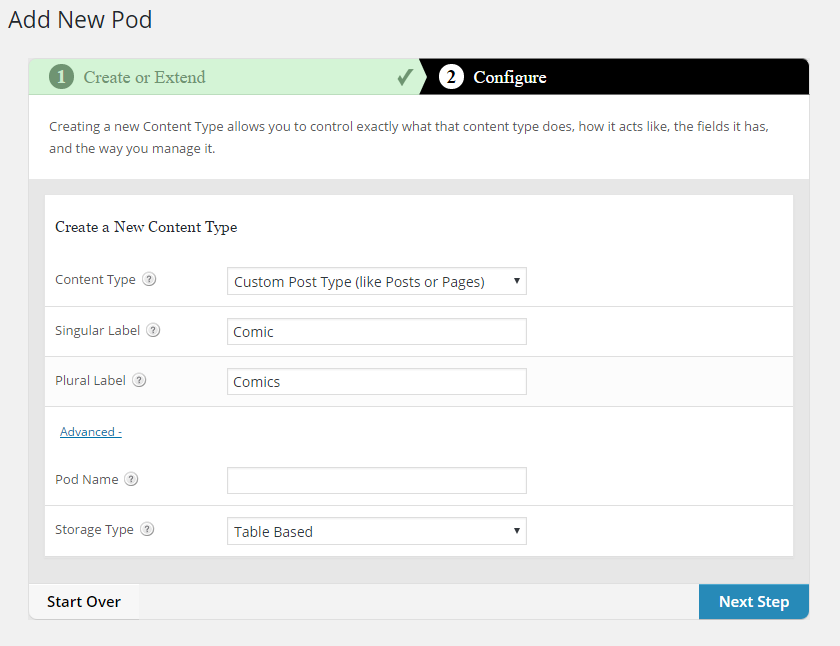 Add New Pod
1 Create or Extend ✔ 2 Configure
Creating a new Content Type allows you to control exactly what that content type does, how it acts like, the fields it has,
and the way you manage it.
Create a New Content Type
Content Type ? Custom Post Type (like Posts or Pages)
Singular Label ? Comic
Plural Label ? Comics
Advanced -
Pod Name ?
Storage Type ? Table Based
Start Over Next Step